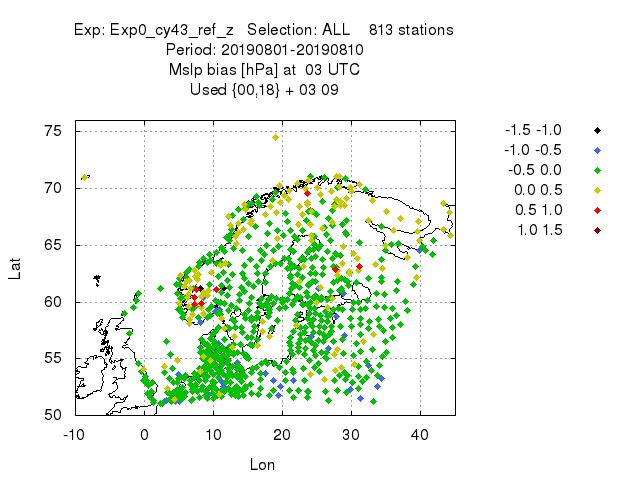 Exp: Exp0_cy43_ref_z Selection: ALL 813 stations
Period: 20190801-20190810
Mslp bias [hPa] at 03 UTC
Used {00,18} + 03 09
-1.5 -1.0
-1.0 -0.5
-0.5 0.0
0.0 0.5
0.5 1.0
1.0 1.5
Lat
75
70
65
60
55
50
-10 0 10 20 30 40
Lon